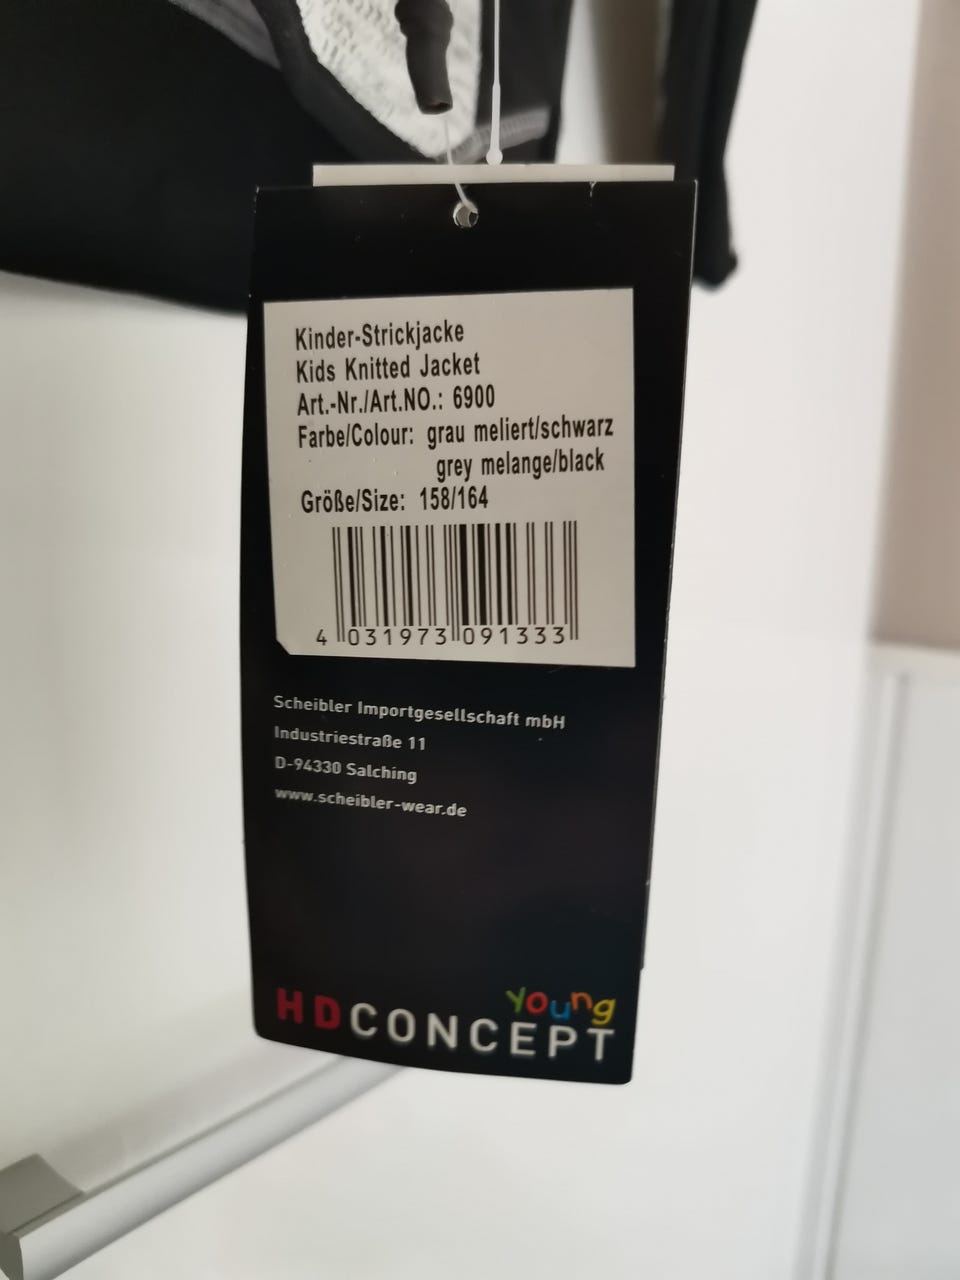 Kinder-Strickjacke
Kids Knitted Jacket
Art.-Nr./Art.NO.: 6900
Farbe/Colour: grau meliert/schwarz
grey melange/black
Größe/Size: 158/164
4 031973 091333
Scheibler Importgesellschaft mbH
Industriestraße 11
D-94330 Salching
www.scheibler-wear.de
young
HDCONCEPT